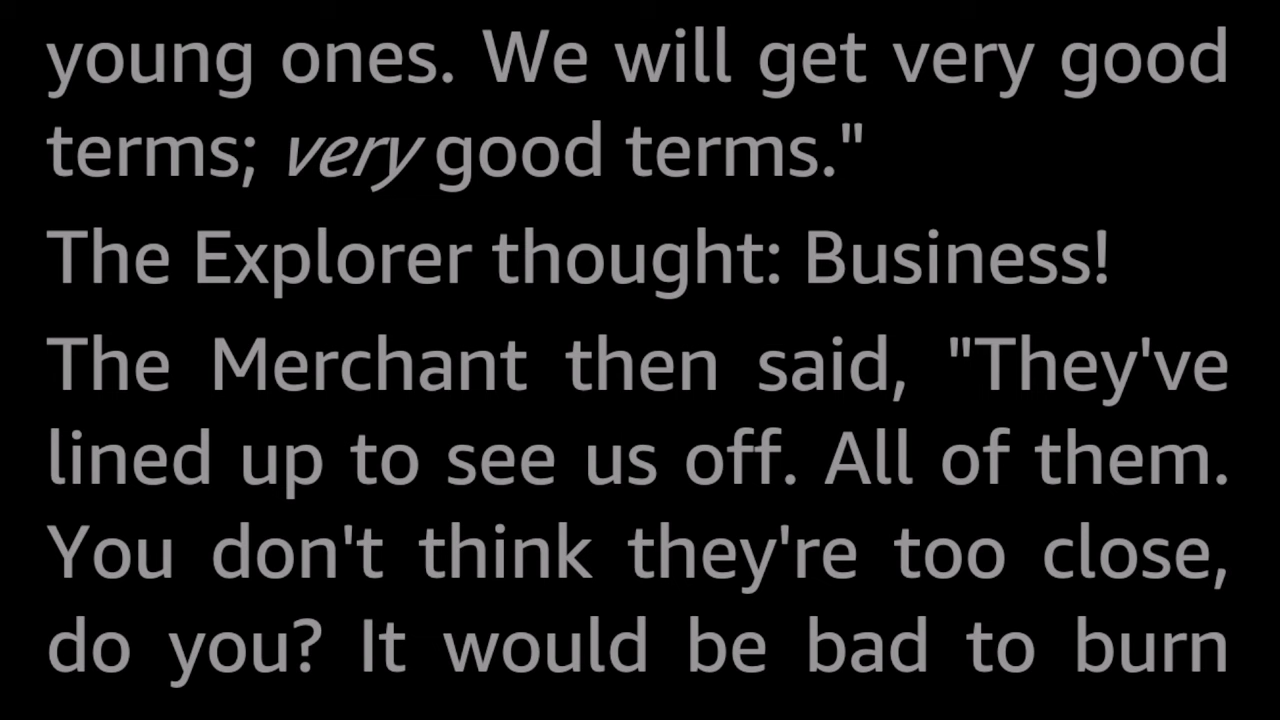 young ones. We will get very good
terms; very good terms."
The Explorer thought: Business!
The Merchant then said, "They've
lined up to see us off. All of them.
You don't think they're too close,
do you? It would be bad to burn